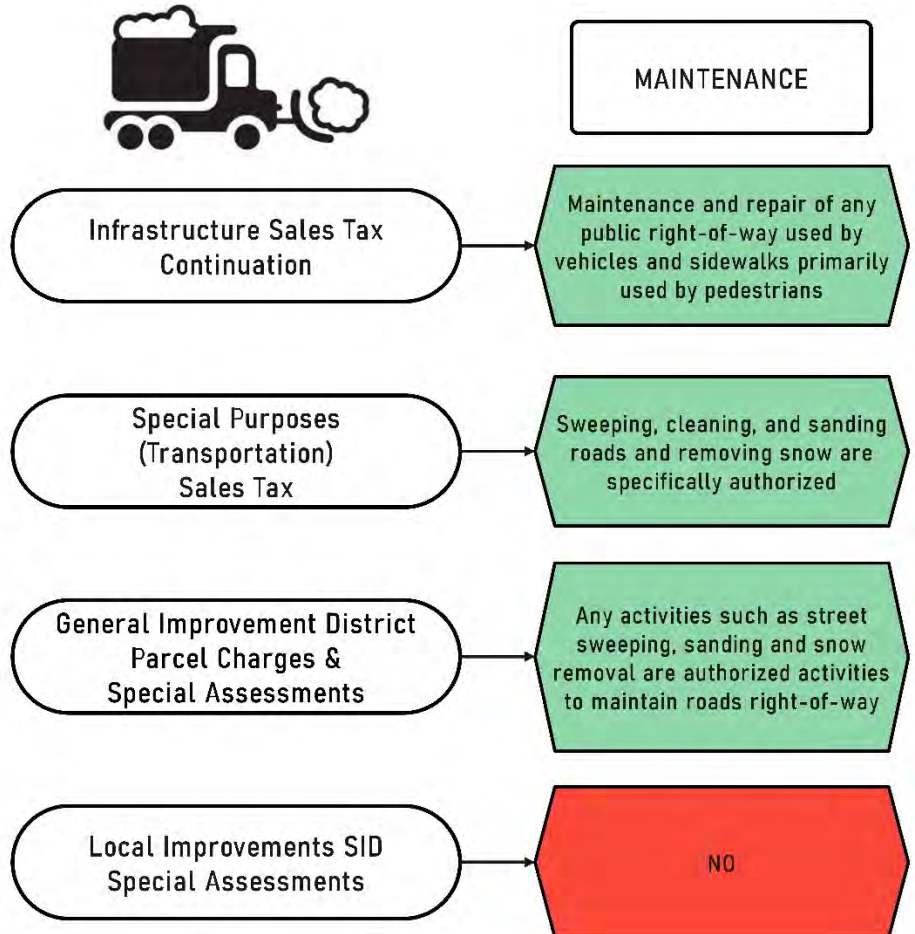 MAINTENANCE
Infrastructure Sales Tax
Continuation
Maintenance and repair of any
public right-of-way used by
vehicles and sidewalks primarily
used by pedestrians
Special Purposes
(Transportation)
Sales Tax
Sweeping, cleaning, and sanding
roads and removing snow are
specifically authorized
General Improvement District
Parcel Charges &
Special Assessments
Any activities such as street
sweeping, sanding and snow
removal are authorized activities
to maintain roads right-of-way
Local Improvements SID
Special Assessments
NO